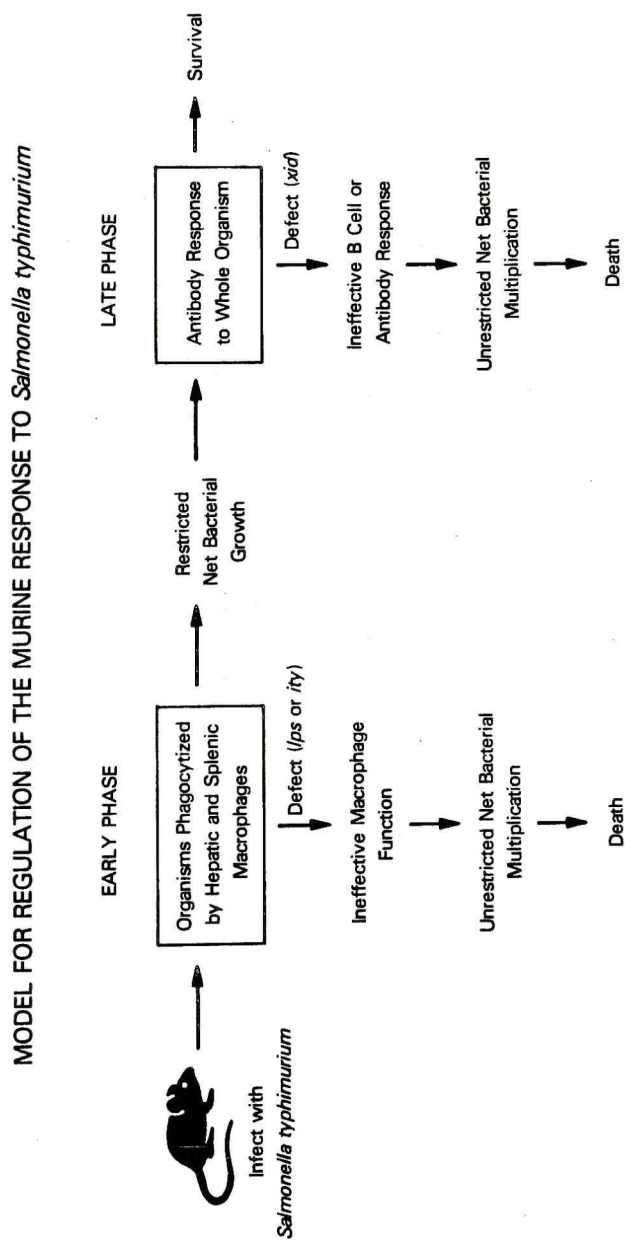 MODEL FOR REGULATION OF THE MURINE RESPONSE TO Salmonella typhimurium
EARLY PHASE
LATE PHASE
Infect with
Salmonella typhimurium
Organisms Phagocytized
by Hepatic and Splenic
Macrophages
Restricted
Net Bacterial
Growth
Antibody Response
to Whole Organism
Survival
Defect (lps or ity)
Ineffective Macrophage
Function
Unrestricted Net Bacterial
Multiplication
Death
Defect (xid)
Ineffective B Cell or
Antibody Response
Unrestricted Net Bacterial
Multiplication
Death